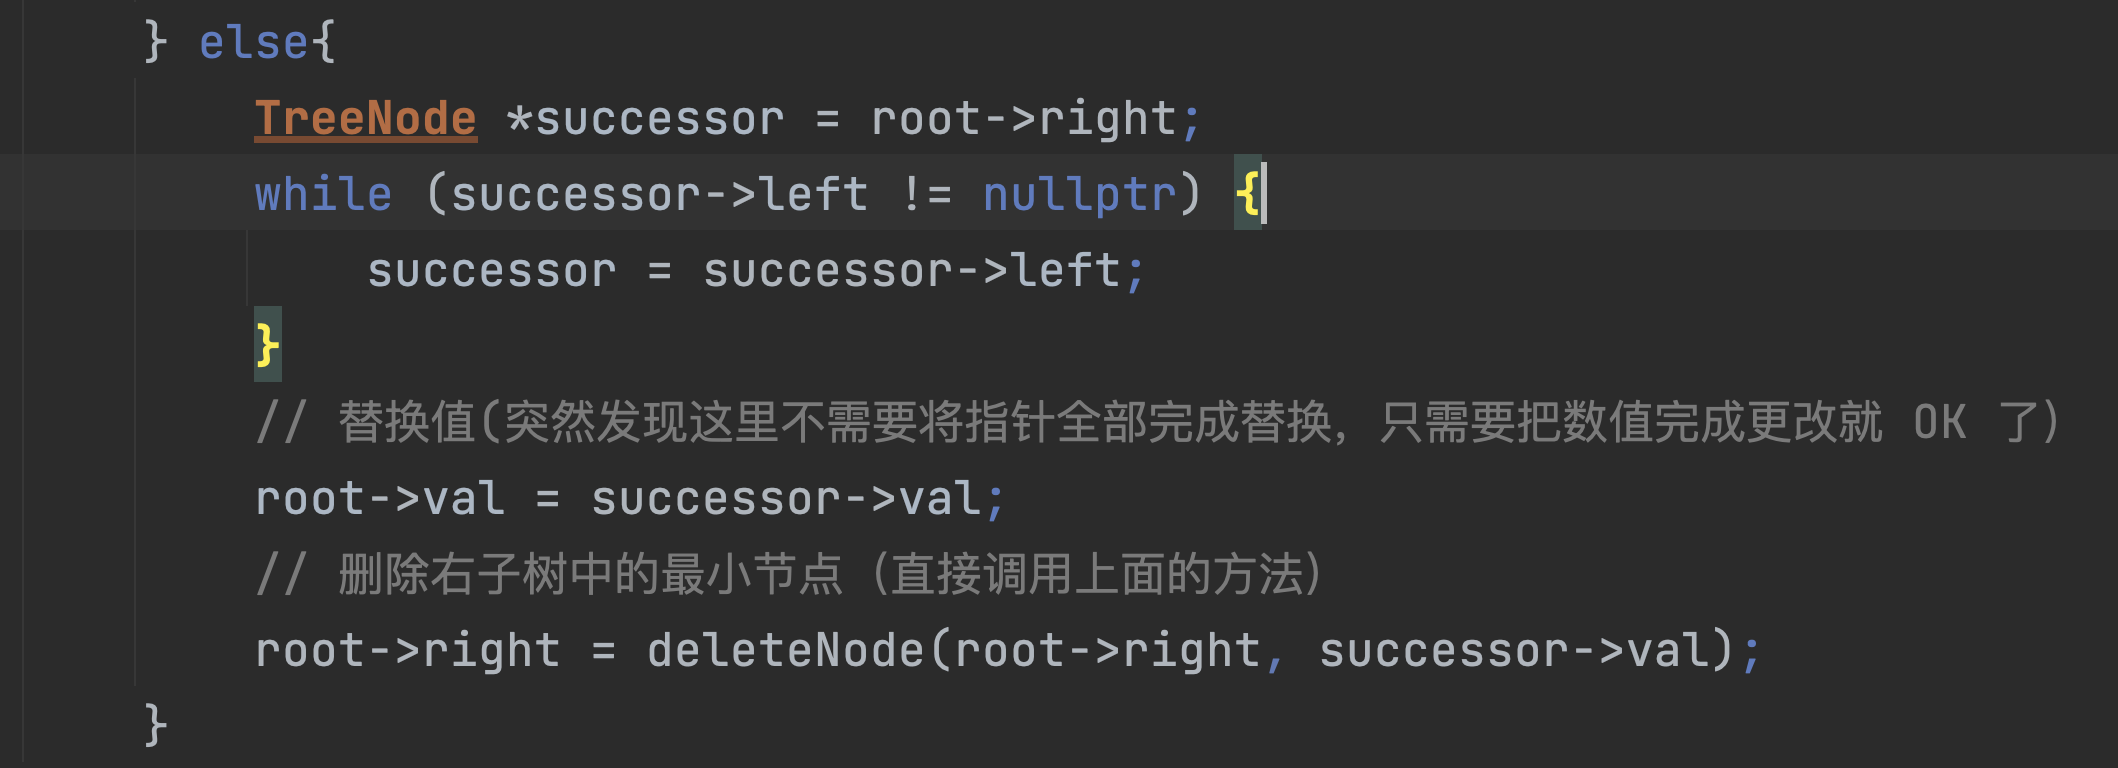 } else{
TreeNode *successor = root->right;
while (successor->left != nullptr) {
successor = successor->left;
}
// 替换值(突然发现这里不需要将指针全部完成替换，只需要把数值完成更改就 OK 了)
root->val = successor->val;
// 删除右子树中的最小节点（直接调用上面的方法）
root->right = deleteNode(root->right, successor->val);
}